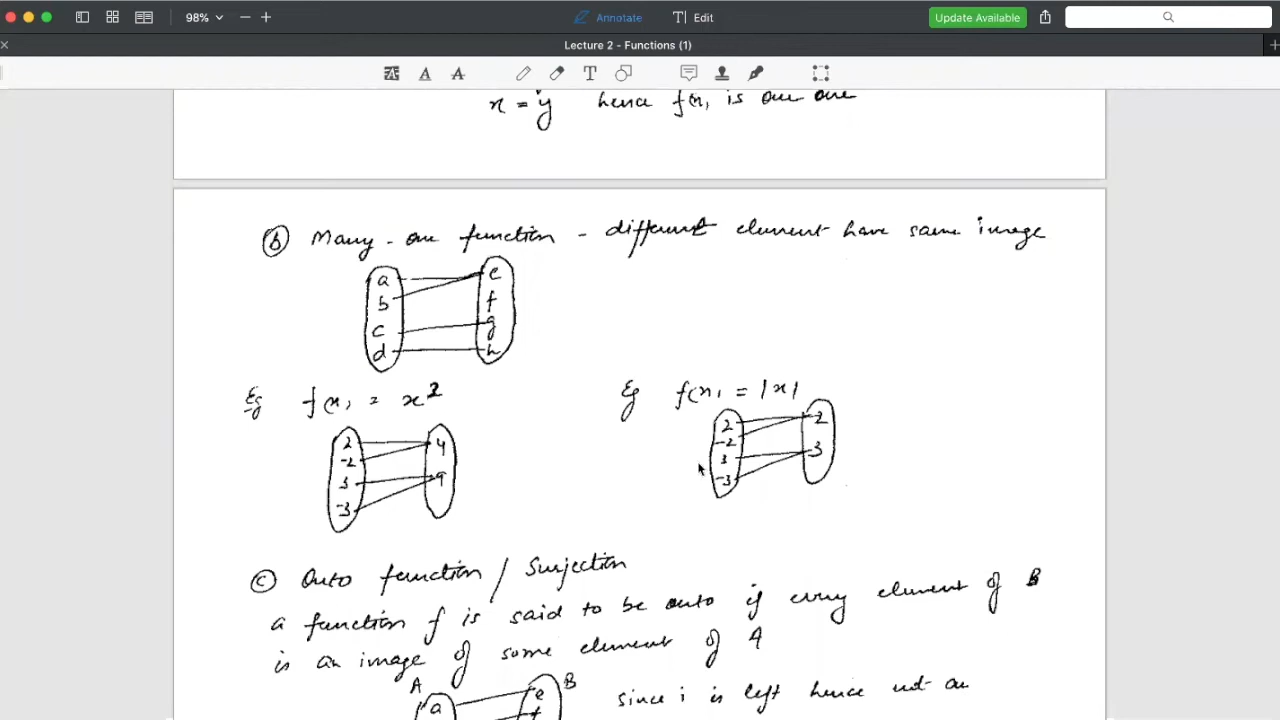 98%
Annotate
Edit
Update Available
Lecture 2 - Functions (1)
x = y hence f(x) is one one
(b) Many - one function - different element have same image
a e
b f
c g
d h
Eg f(x) = x2
2 4
-2
3 9
-3
Eg f(x) = |x|
2 2
-2
3 3
-3
(c) Onto function / Surjection
a function f is said to be onto if every element of B
is an image of some element of A
A B
a e
f
since i is left hence not on